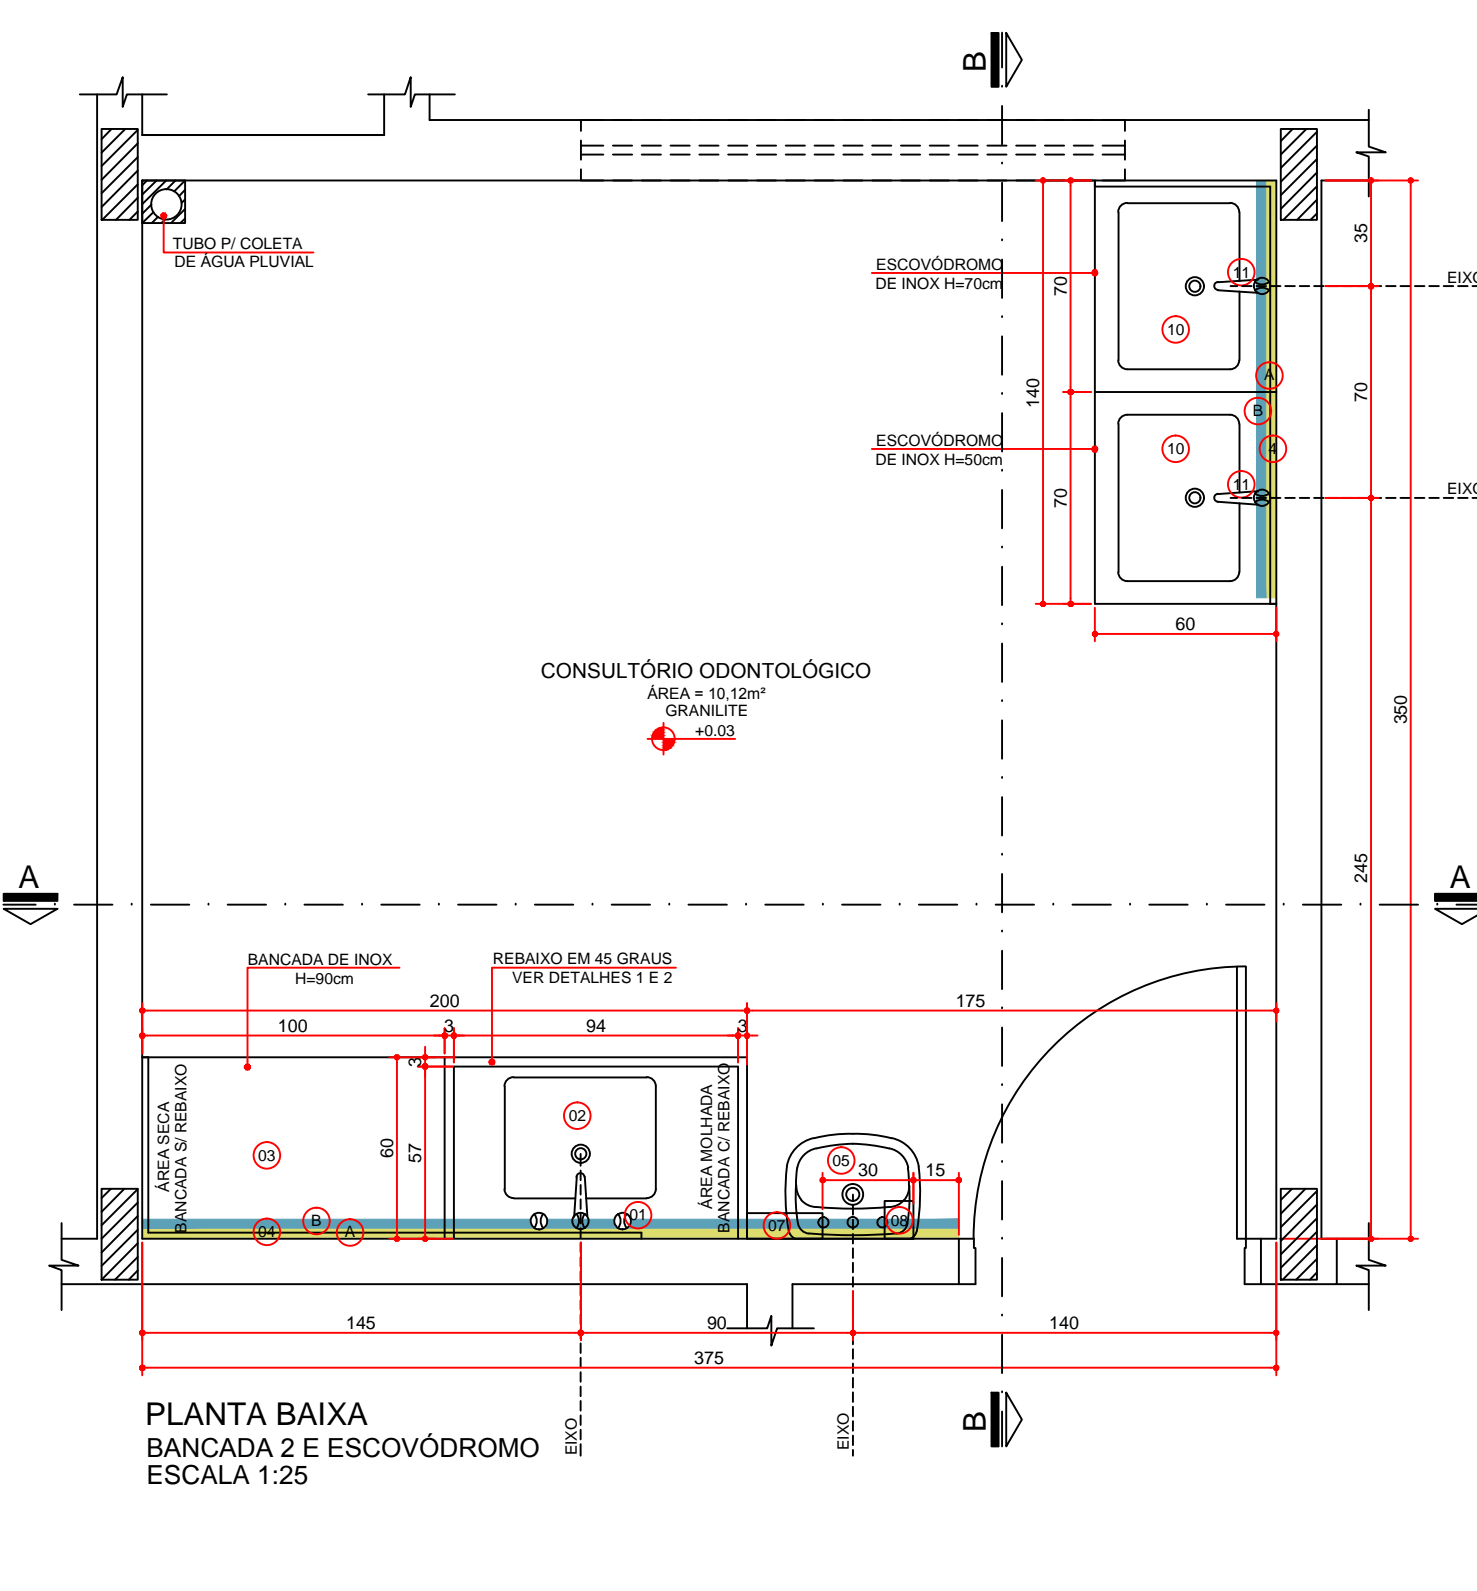 B
TUBO P/ COLETA
DE ÁGUA PLUVIAL
ESCOVÓDROMO
DE INOX H=70cm
70
11
10
35
EIXO
140
A
B
70
ESCOVÓDROMO
DE INOX H=50cm
10
4
11
70
EIXO
60
CONSULTÓRIO ODONTOLÓGICO
ÁREA = 10,12m²
GRANILITE
+0.03
350
245
A
A
BANCADA DE INOX
H=90cm
REBAIXO EM 45 GRAUS
VER DETALHES 1 E 2
200
175
100
3
94
3
3
ÁREA SECA
BANCADA S/ REBAIXO
03
60
57
02
ÁREA MOLHADA
BANCADA C/ REBAIXO
05
30
15
04
B
A
01
07
08
145
90
140
375
EIXO
EIXO
B
PLANTA BAIXA
BANCADA 2 E ESCOVÓDROMO
ESCALA 1:25